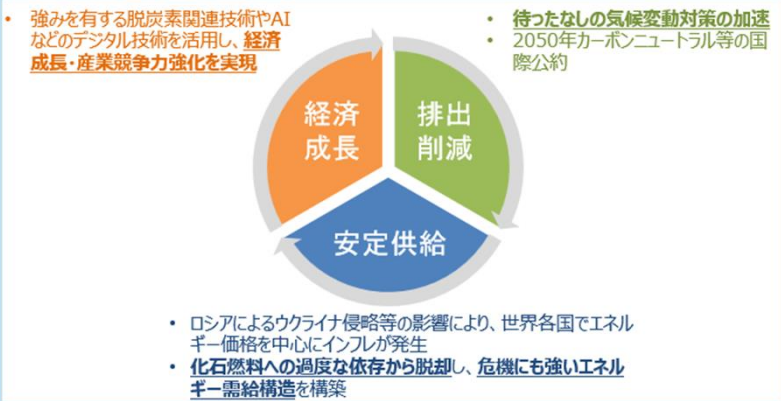 • 強みを有する脱炭素関連技術やAI
などのデジタル技術を活用し、経済
成長・産業競争力強化を実現
• 待ったなしの気候変動対策の加速
• 2050年カーボンニュートラル等の国
際公約
経済
成長
排出
削減
安定供給
• ロシアによるウクライナ侵略等の影響により、世界各国でエネル
ギー価格を中心にインフレが発生
• 化石燃料への過度な依存から脱却し、危機にも強いエネル
ギー需給構造を構築